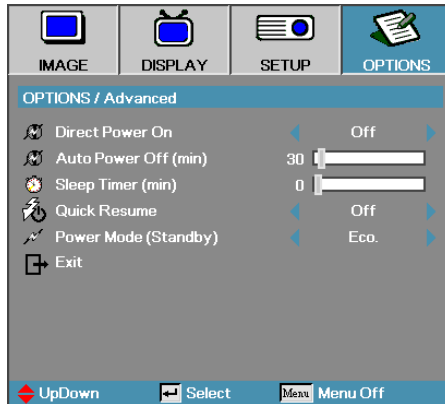 IMAGE DISPLAY SETUP OPTIONS
OPTIONS / Advanced
Direct Power On Off
Auto Power Off (min) 30
Sleep Timer (min) 0
Quick Resume Off
Power Mode (Standby) Eco.
Exit
UpDown Select Menu Menu Off